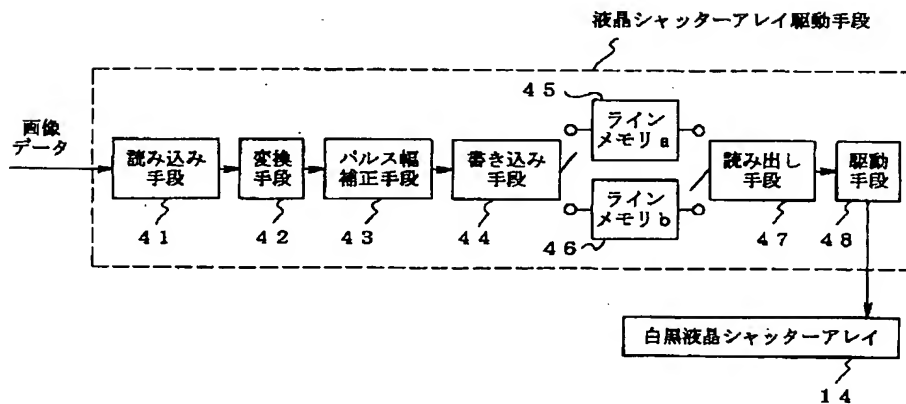 液晶シャッターアレイ駆動手段
画像
データ
読み込み
手段
41
変換
手段
42
パルス幅
補正手段
43
書き込み
手段
44
45
ライン
メモリa
ライン
メモリb
46
読み出し
手段
47
駆動
手段
48
白黒液晶シャッターアレイ
14